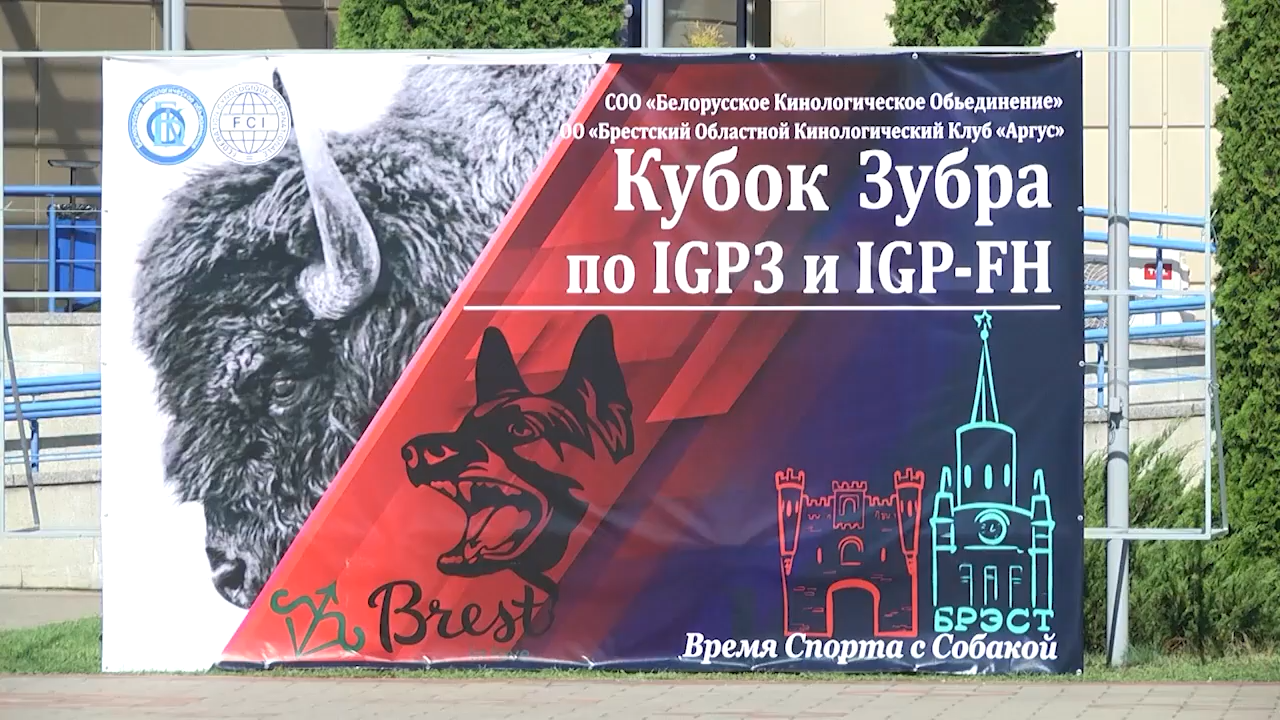 FCI
СОО «Белорусское Кинологическое Обьединение»
ОО «Брестский Областной Кинологический Клуб «Аргус»
Кубок Зубра
по IGP3 и IGP-FH
Brest
БРЭСТ
Время Спорта с Собакой